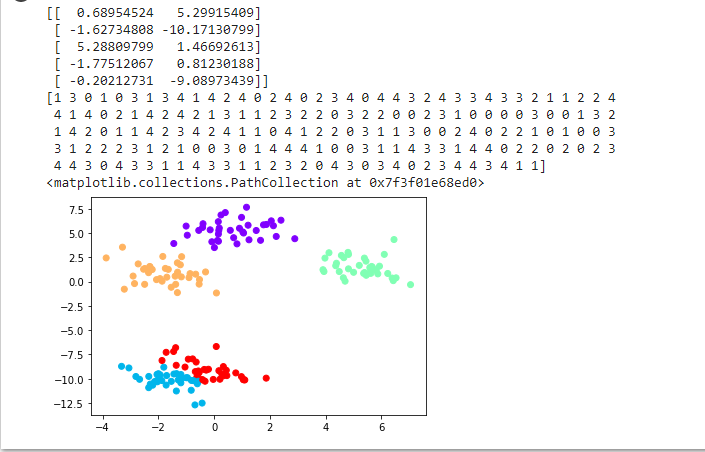 [[  0.68954524   5.29915409]
 [ -1.62734808 -10.17130799]
 [  5.28809799   1.46692613]
 [ -1.77512067   0.81230188]
 [ -0.20212731  -9.08973439]]
[1 3 0 1 0 3 1 3 4 1 4 2 4 0 2 4 0 2 3 4 0 4 4 3 2 4 3 3 4 3 3 2 1 1 2 2 4
 4 1 4 0 2 1 4 2 4 2 1 3 1 1 2 3 2 2 0 3 2 2 0 0 2 3 1 0 0 0 0 3 0 0 1 3 2
 1 4 2 0 1 1 4 2 3 4 2 4 1 1 0 4 1 2 2 0 3 1 1 3 0 0 2 4 0 2 2 1 0 1 0 0 3
 3 1 2 2 2 3 1 2 1 0 0 3 0 1 4 4 4 1 0 0 3 1 1 4 3 3 1 4 4 0 2 2 0 2 0 2 3
 4 4 3 0 4 3 3 1 1 4 3 3 1 1 2 3 2 0 4 3 0 3 4 0 2 3 4 4 3 4 1 1]
<matplotlib.collections.PathCollection at 0x7f3f01e68ed0>
7.5
5.0
2.5
0.0
−2.5
−5.0
−7.5
−10.0
−12.5
−4 −2 0 2 4 6